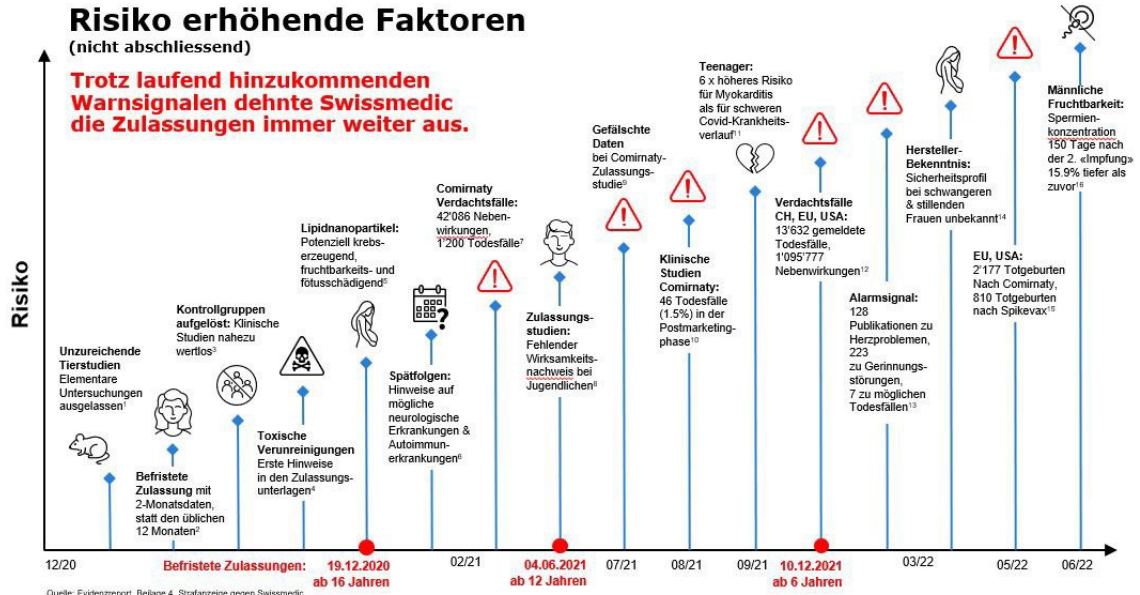 Risiko erhöhende Faktoren
(nicht abschliessend)
Trotz laufend hinzukommenden
Warnsignalen dehnte Swissmedic
die Zulassungen immer weiter aus.
Risiko
Unzureichende
Tierstudien
Elementare
Untersuchungen
ausgelassen¹
Befristete
Zulassung mit
2-Monatsdaten,
statt den üblichen
12 Monaten²
Kontrollgruppen
aufgelöst: Klinische
Studien nahezu
wertlos³
Toxische
Verunreinigungen
Erste Hinweise
in den Zulassungs-
unterlagen⁴
Lipidnanopartikel:
Potenziell krebs-
erzeugend,
fruchtbarkeits- und
fötusschädigend⁵
?
Spätfolgen:
Hinweise auf
mögliche
neurologische
Erkrankungen &
Autoimmun-
erkrankungen⁶
Comirnaty
Verdachtsfälle:
42'086 Neben-
wirkungen,
1'200 Todesfälle⁷
!
Zulassungs-
studien:
Fehlender
Wirksamkeits-
nachweis bei
Jugendlichen⁸
Gefälschte
Daten
bei Comirnaty-
Zulassungs-
studie⁹
!
Klinische
Studien
Comirnaty:
46 Todesfälle
(1.5%) in der
Postmarketing-
phase¹⁰
!
Teenager:
6 x höheres Risiko
für Myokarditis
als für schweren
Covid-Krankheits-
verlauf¹¹
Verdachtsfälle
CH, EU, USA:
13'632 gemeldete
Todesfälle,
1'095'777
Nebenwirkungen¹²
!
Alarmsignal:
128
Publikationen zu
Herzproblemen,
223
zu Gerinnungs-
störungen,
7 zu möglichen
Todesfällen¹³
!
Hersteller-
Bekenntnis:
Sicherheitsprofil
bei schwangeren
& stillenden
Frauen unbekannt¹⁴
!
EU, USA:
2'177 Totgeburten
Nach Comirnaty,
810 Totgeburten
nach Spikevax¹⁵
Männliche
Fruchtbarkeit:
Spermien-
konzentration
150 Tage nach
der 2. «Impfung»
15.9% tiefer als
zuvor¹⁶
12/20
Befristete Zulassungen:
19.12.2020
ab 16 Jahren
02/21
04.06.2021
ab 12 Jahren
07/21
08/21
09/21
10.12.2021
ab 6 Jahren
03/22
05/22
06/22
Quelle: Evidenzreport, Beilage 4, Strafanzeige gegen Swissmedic